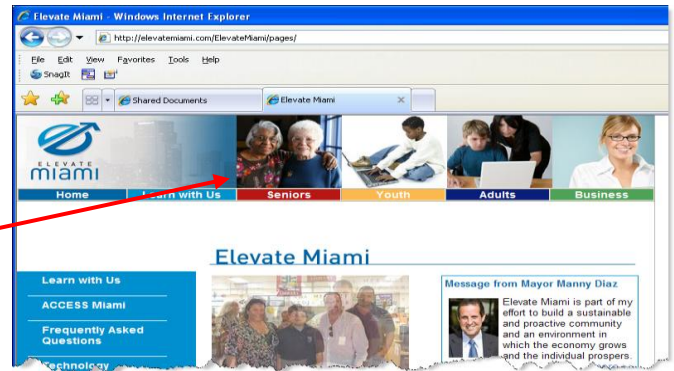 Elevate Miami - Windows Internet Explorer
http://elevatemiami.com/ElevateMiami/pages/
File Edit View Favorites Tools Help
SnagIt
Shared Documents Elevate Miami x
ELEVATE
miami
Home Learn with Us Seniors Youth Adults Business
Elevate Miami
Learn with Us
ACCESS Miami
Frequently Asked
Questions
Technology
Message from Mayor Manny Diaz
Elevate Miami is part of my
effort to build a sustainable
and proactive community
and an environment in
which the economy grows
and the individual prospers.